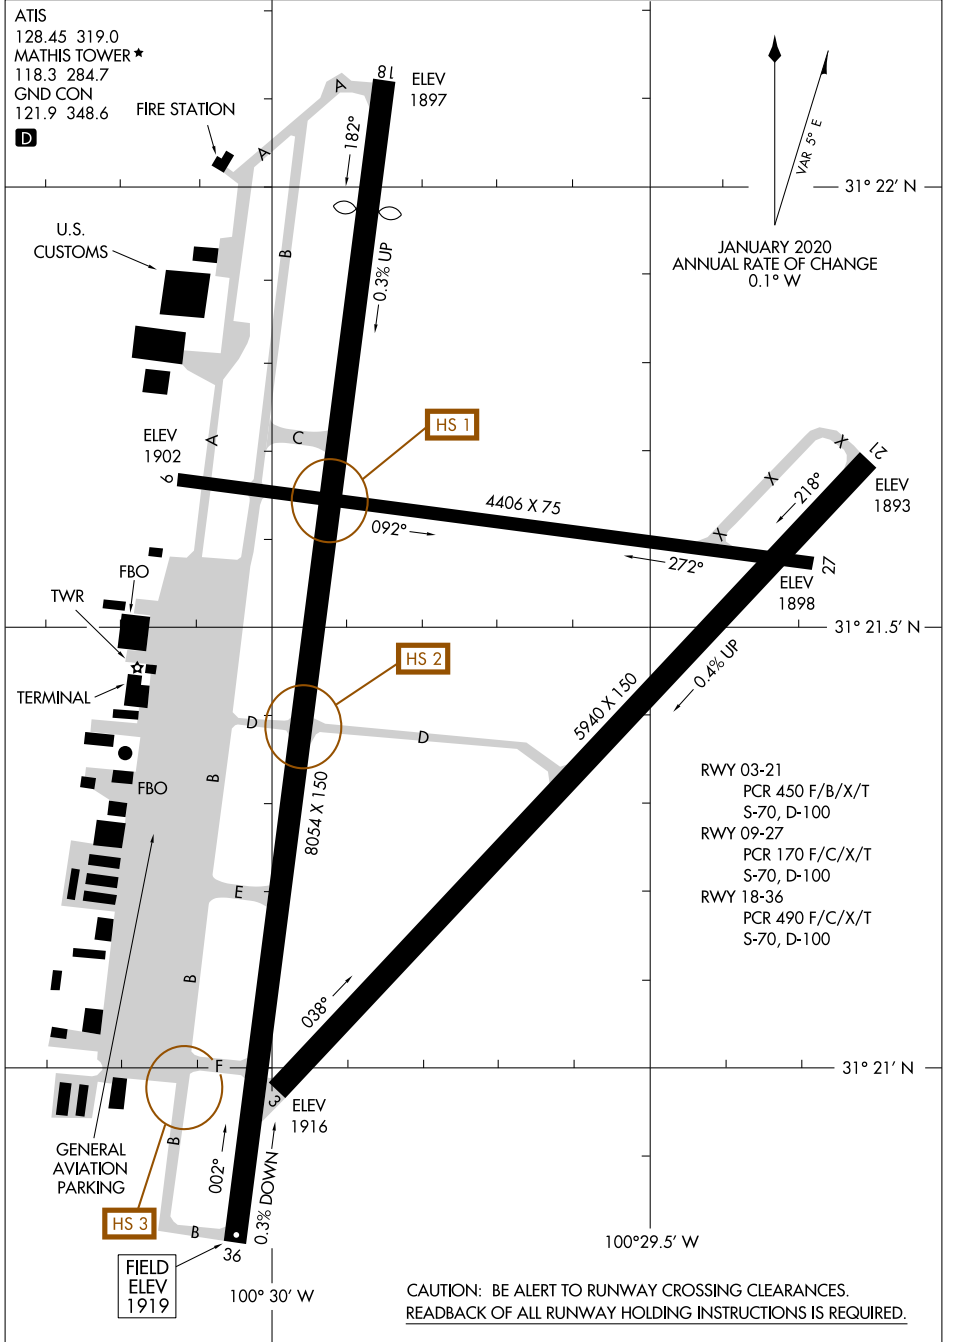 ATIS
128.45 319.0
MATHIS TOWER ★
118.3 284.7
GND CON
121.9 348.6
D
FIRE STATION
A
A
18
ELEV
1897
182°
VAR 5° E
31° 22' N
U.S.
CUSTOMS
B
0.3% UP
JANUARY 2020
ANNUAL RATE OF CHANGE
0.1° W
HS 1
ELEV
1902
A
C
X
21
9
X
218°
ELEV
1893
4406 X 75
092°
X
272°
27
FBO
ELEV
1898
TWR
31° 21.5' N
HS 2
TERMINAL
0.4% UP
D
D
5940 X 150
B
FBO
8054 X 150
RWY 03-21
PCR 450 F/B/X/T
S-70, D-100
RWY 09-27
PCR 170 F/C/X/T
S-70, D-100
RWY 18-36
PCR 490 F/C/X/T
S-70, D-100
E
B
038°
F
31° 21' N
3
ELEV
1916
B
GENERAL
AVIATION
PARKING
002°
0.3% DOWN
HS 3
B
36
100°29.5' W
FIELD
ELEV
1919
100° 30' W
CAUTION: BE ALERT TO RUNWAY CROSSING CLEARANCES.
READBACK OF ALL RUNWAY HOLDING INSTRUCTIONS IS REQUIRED.